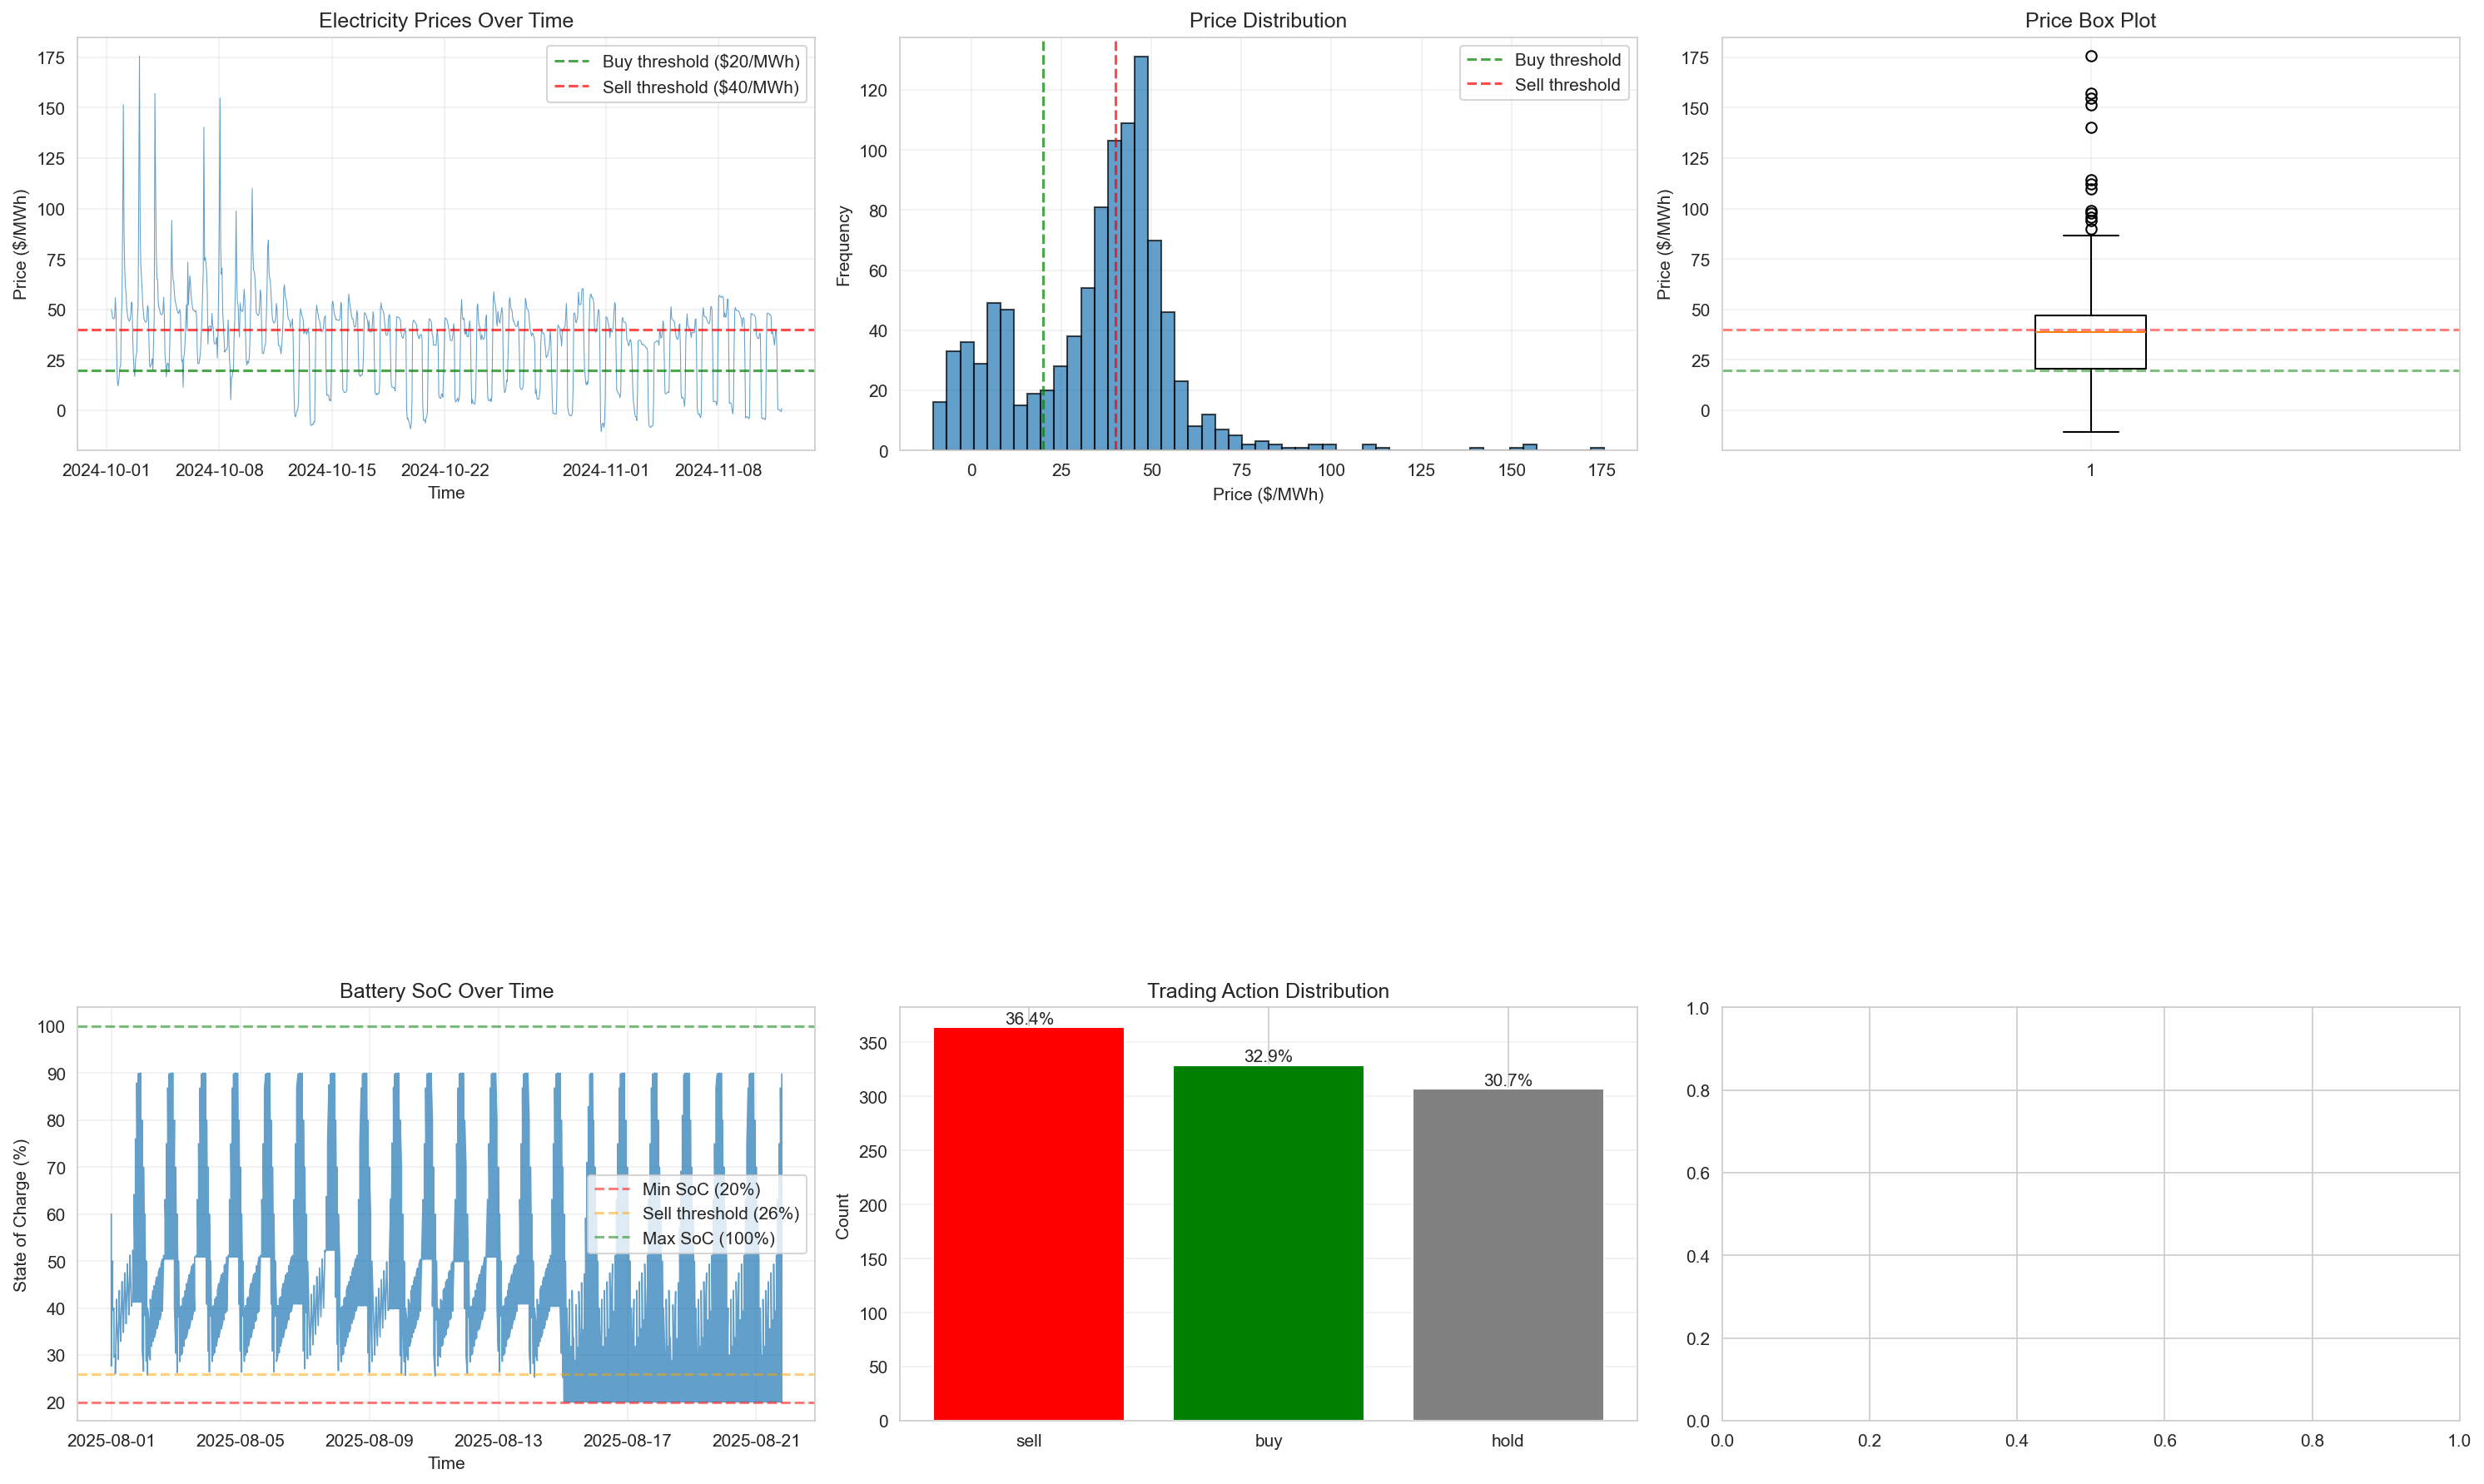 Electricity Prices Over Time
Price ($/MWh)
175
150
125
100
75
50
25
0
Buy threshold ($20/MWh)
Sell threshold ($40/MWh)
2024-10-01 2024-10-08 2024-10-15 2024-10-22 2024-11-01 2024-11-08
Time
Price Distribution
Frequency
120
100
80
60
40
20
0
Buy threshold
Sell threshold
0 25 50 75 100 125 150 175
Price ($/MWh)
Price Box Plot
Price ($/MWh)
175
150
125
100
75
50
25
0
1
Battery SoC Over Time
State of Charge (%)
100
90
80
70
60
50
40
30
20
Min SoC (20%)
Sell threshold (26%)
Max SoC (100%)
2025-08-01 2025-08-05 2025-08-09 2025-08-13 2025-08-17 2025-08-21
Time
Trading Action Distribution
Count
350
300
250
200
150
100
50
0
36.4%
32.9%
30.7%
sell buy hold
1.0
0.8
0.6
0.4
0.2
0.0
0.0 0.2 0.4 0.6 0.8 1.0